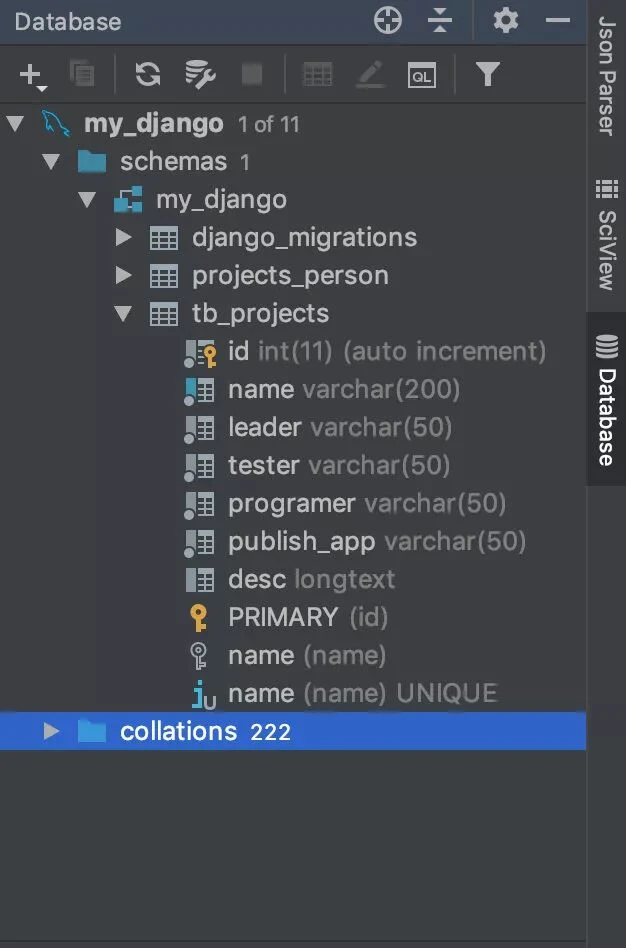 Database
my_django 1 of 11
schemas 1
my_django
django_migrations
projects_person
tb_projects
id int(11) (auto increment)
name varchar(200)
leader varchar(50)
tester varchar(50)
programer varchar(50)
publish_app varchar(50)
desc longtext
PRIMARY (id)
name (name)
name (name) UNIQUE
collations 222
QL
Json Parser
SciView
Database